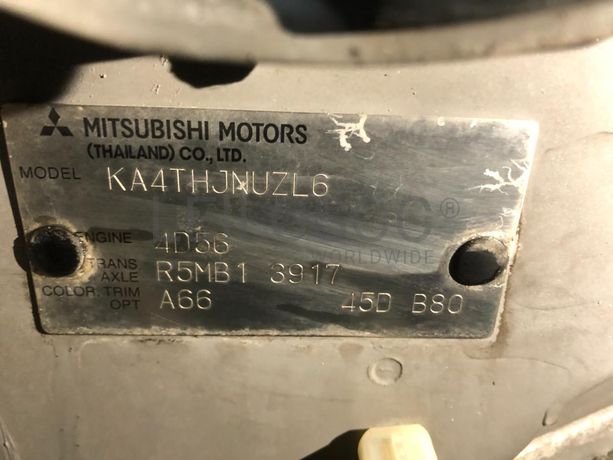 MITSUBISHI MOTORS
(THAILAND) CO., LTD.
MODEL KA4THJNUZL6
ENGINE 4D56
TRANS AXLE R5MB1 3917
COLOR, TRIM OPT A66 45D B80
WORLDWIDE